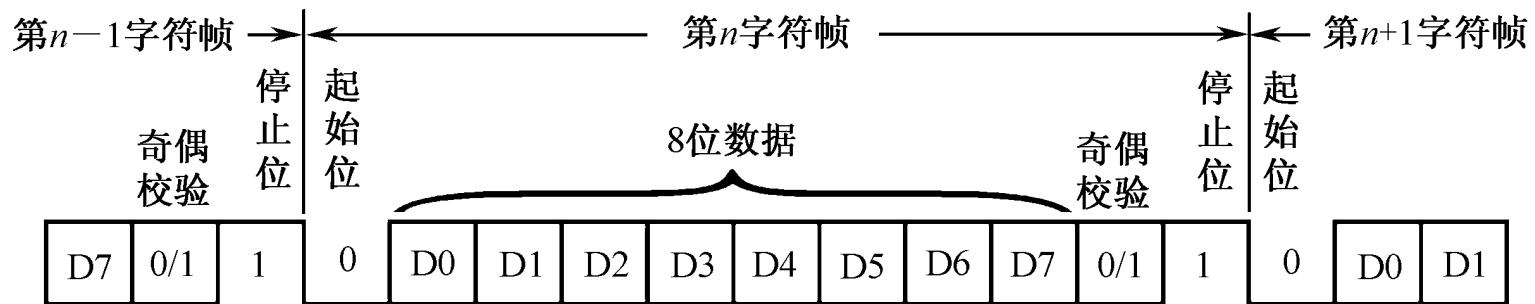 第n−1字符帧
第n字符帧
第n+1字符帧
奇偶校验
停止位
起始位
8位数据
奇偶校验
停止位
起始位
D7 0/1 1 0 D0 D1 D2 D3 D4 D5 D6 D7 0/1 1 0 D0 D1